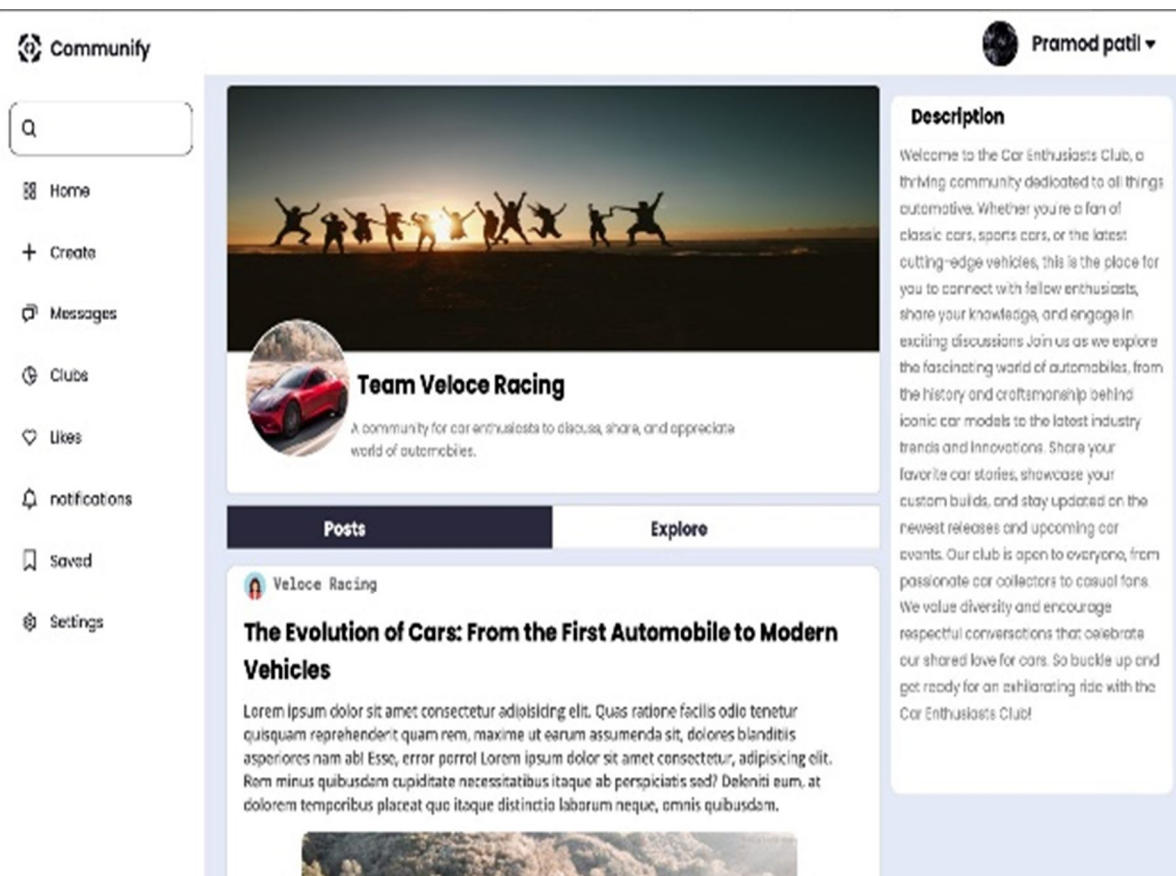 Communify
Pramod patil
Home
Create
Messages
Clubs
Likes
notifications
Saved
Settings
Team Veloce Racing
A community for car enthusiasts to discuss, share, and appreciate
world of automobiles.
Posts
Explore
Veloce Racing
The Evolution of Cars: From the First Automobile to Modern
Vehicles
Lorem ipsum dolor sit amet consectetur adipisicing elit. Quas ratione facilis odio tenetur
quisquam reprehenderit quam rem, maxime ut earum assumenda sit, dolores blanditiis
asperiores nam ab! Esse, error porro! Lorem ipsum dolor sit amet consectetur, adipisicing elit.
Rem minus quibusdam cupiditate necessitatibus itaque ab perspiciatis sed? Deleniti eum, at
dolorem temporibus placeat quo itaque distinctio laborum neque, omnis quibusdam.
Description
Welcome to the Car Enthusiasts Club, a
thriving community dedicated to all things
automotive. Whether you're a fan of
classic cars, sports cars, or the latest
cutting-edge vehicles, this is the place for
you to connect with fellow enthusiasts,
share your knowledge, and engage in
exciting discussions Join us as we explore
the fascinating world of automobiles, from
the history and craftsmanship behind
iconic car models to the latest industry
trends and innovations. Share your
favorite car stories, showcase your
custom builds, and stay updated on the
newest releases and upcoming car
events. Our club is open to everyone, from
passionate car collectors to casual fans.
We value diversity and encourage
respectful conversations that celebrate
our shared love for cars. So buckle up and
get ready for an exhilarating ride with the
Car Enthusiasts Club!